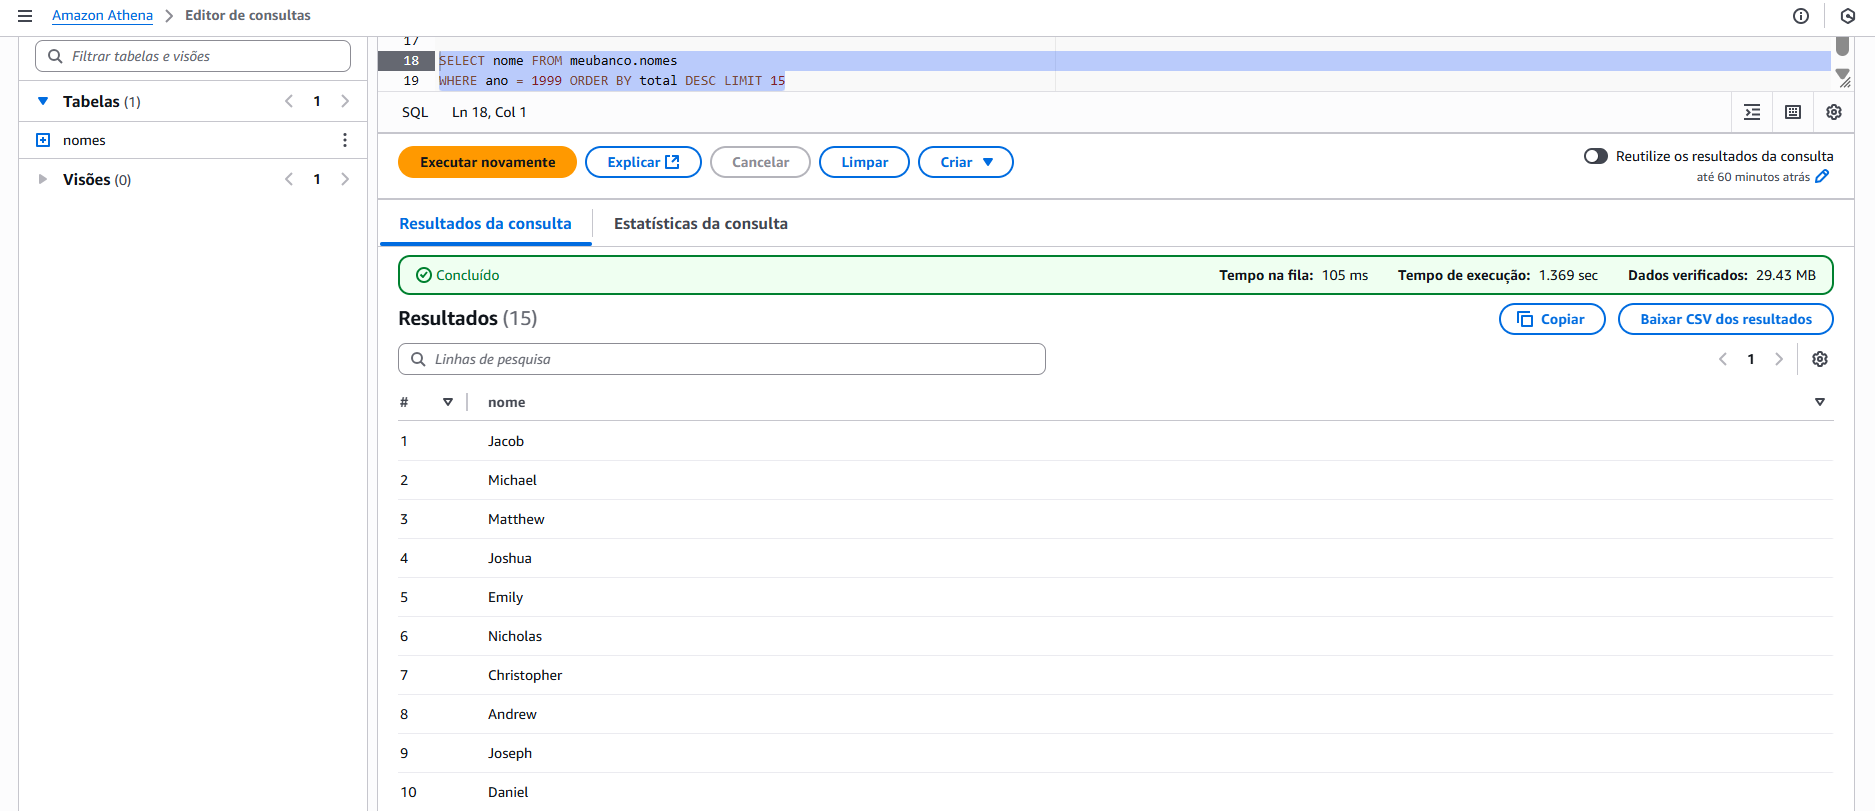 Amazon Athena > Editor de consultas
Filtrar tabelas e visões
Tabelas (1) 1
nomes
Visões (0) 1
17
18 SELECT nome FROM meubanco.nomes
19 WHERE ano = 1999 ORDER BY total DESC LIMIT 15
SQL Ln 18, Col 1
Executar novamente Explicar Cancelar Limpar Criar
Reutilize os resultados da consulta
até 60 minutos atrás
Resultados da consulta Estatísticas da consulta
Concluído Tempo na fila: 105 ms Tempo de execução: 1.369 sec Dados verificados: 29.43 MB
Resultados (15) Copiar Baixar CSV dos resultados
Linhas de pesquisa 1
# nome
1 Jacob
2 Michael
3 Matthew
4 Joshua
5 Emily
6 Nicholas
7 Christopher
8 Andrew
9 Joseph
10 Daniel